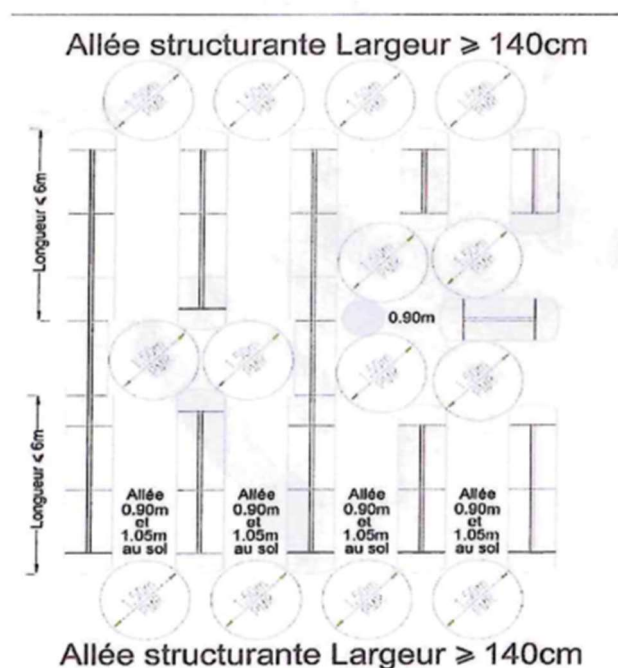 Allée structurante Largeur ⩾ 140cm
Longueur < 6m
0.90m
Longueur < 6m
Allée
0.90m
et
1.05m
au sol
Allée
0.90m
et
1.05m
au sol
Allée
0.90m
et
1.05m
au sol
Allée
0.90m
et
1.05m
au sol
Allée structurante Largeur ⩾ 140cm